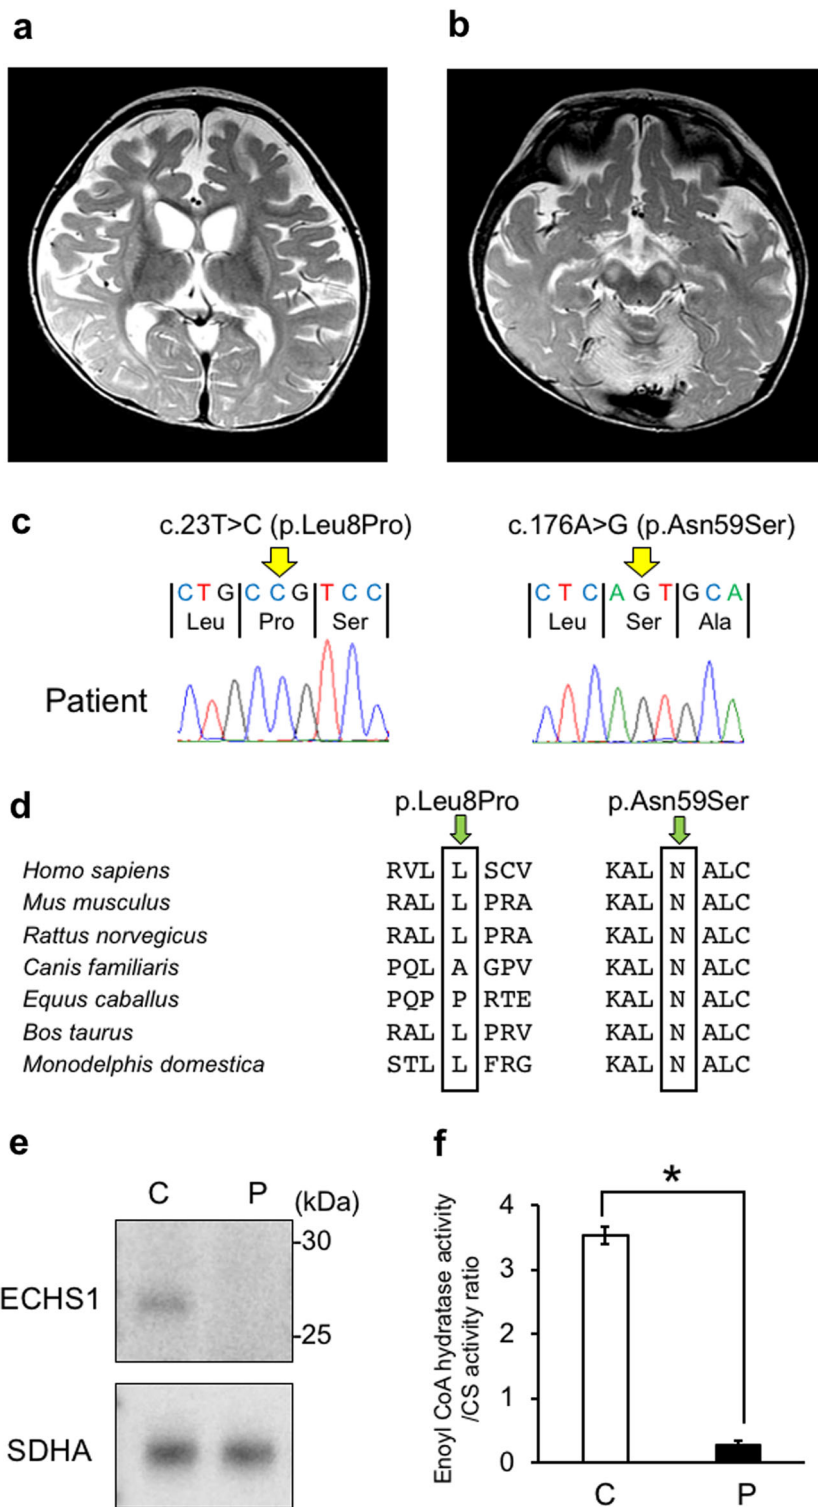 a
b
c
c.23T>C (p.Leu8Pro)
c.176A>G (p.Asn59Ser)
C T G C C G T C C
Leu Pro Ser
C T C A G T G C A
Leu Ser Ala
Patient
d
p.Leu8Pro p.Asn59Ser
Homo sapiens RVL L SCV KAL N ALC
Mus musculus RAL L PRA KAL N ALC
Rattus norvegicus RAL L PRA KAL N ALC
Canis familiaris PQL A GPV KAL N ALC
Equus caballus PQP P RTE KAL N ALC
Bos taurus RAL L PRV KAL N ALC
Monodelphis domestica STL L FRG KAL N ALC
e
C P (kDa)
-30
ECHS1
-25
SDHA
f
*
Enoyl CoA hydratase activity
/CS activity ratio
4
3
2
1
0
C P